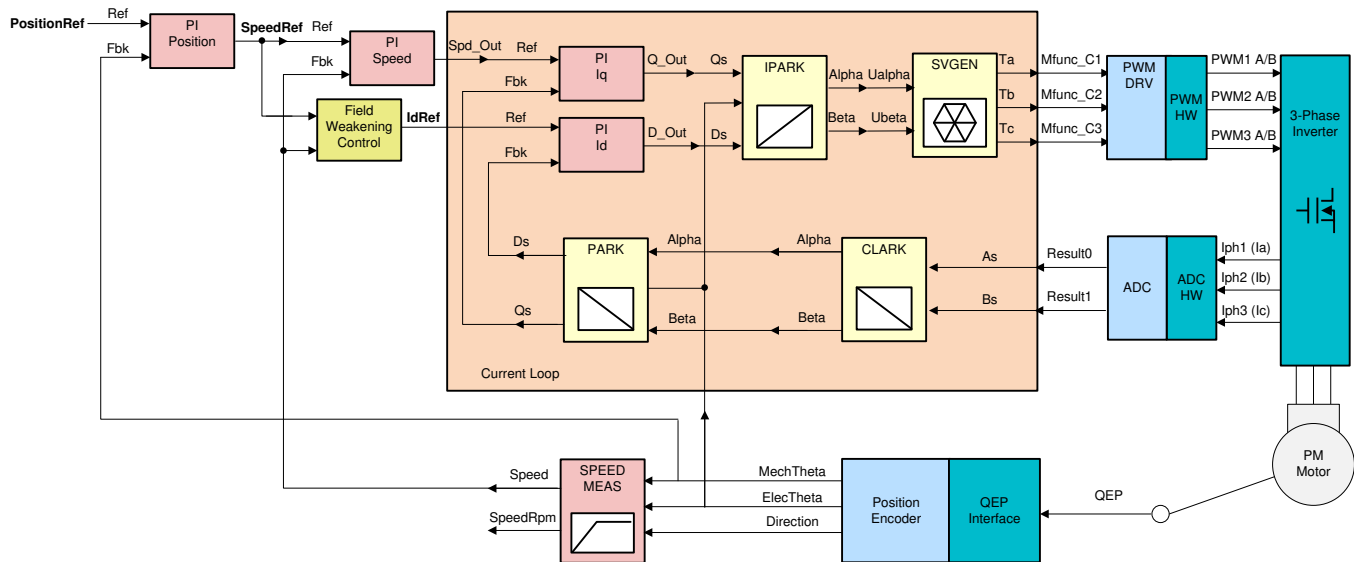 PositionRef
Ref
Fbk
PI
Position
SpeedRef
Ref
Fbk
PI
Speed
Spd_Out
Field
Weakening
Control
IdRef
Ref
Fbk
PI
Iq
Q_Out
Qs
Ref
Fbk
PI
Id
D_Out
Ds
IPARK
Alpha
Ualpha
Beta
Ubeta
SVGEN
Ta
Tb
Tc
Mfunc_C1
Mfunc_C2
Mfunc_C3
PWM
DRV
PWM
HW
PWM1 A/B
PWM2 A/B
PWM3 A/B
3-Phase
Inverter
Ds
Qs
PARK
Alpha
Alpha
Beta
Beta
CLARK
As
Bs
Result0
Result1
ADC
ADC
HW
Iph1 (Ia)
Iph2 (Ib)
Iph3 (Ic)
Current Loop
PM
Motor
Speed
SpeedRpm
SPEED
MEAS
MechTheta
ElecTheta
Direction
Position
Encoder
QEP
Interface
QEP